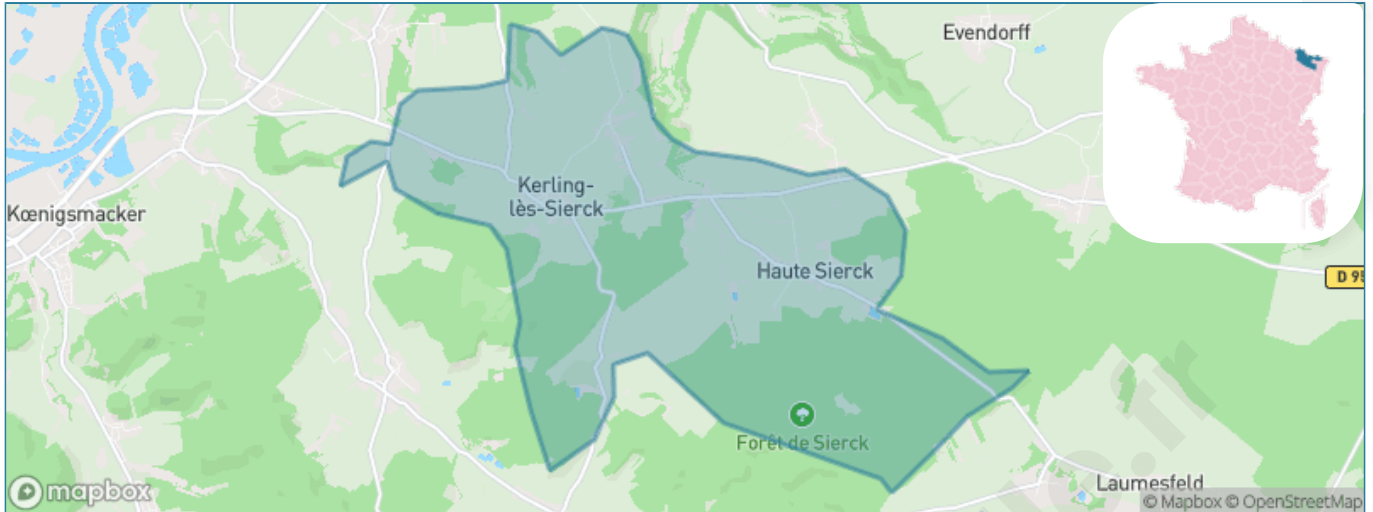 Evendorff
Kerling-
lès-Sierck
Kœnigsmacker
Haute Sierck
D 95
Forêt de Sierck
Laumesfeld
mapbox
© Mapbox © OpenStreetMap